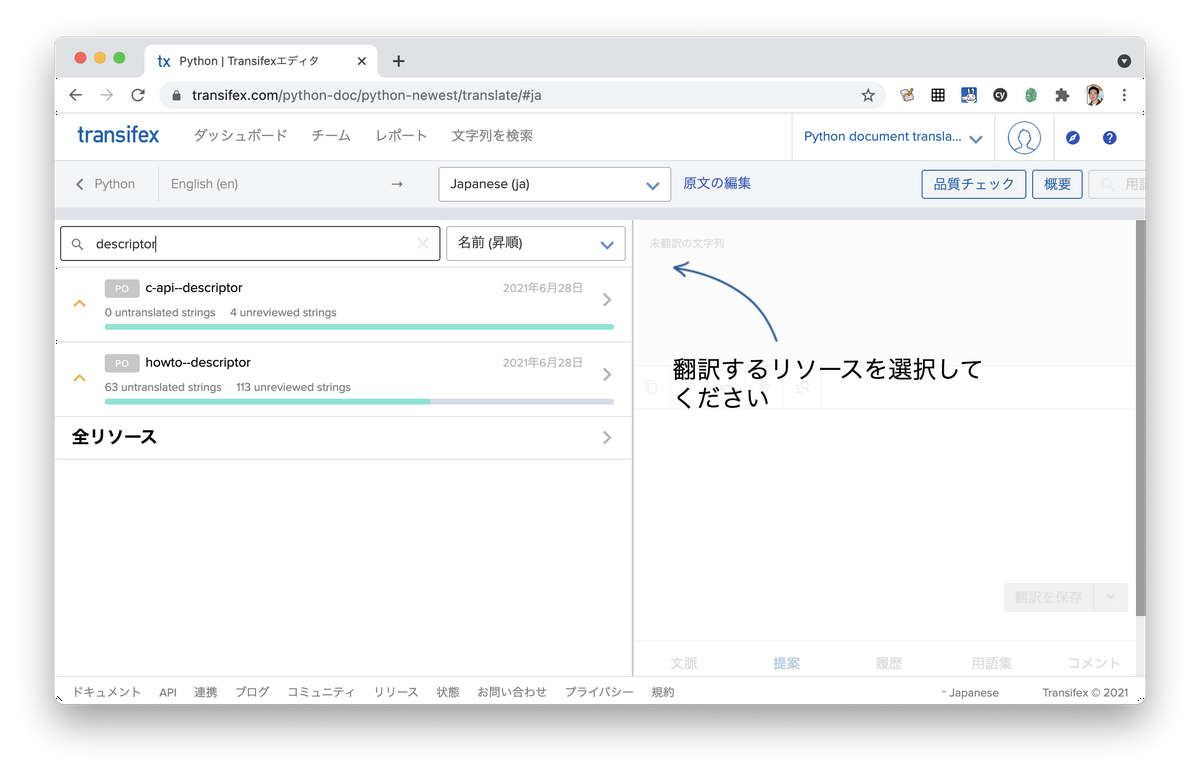 tx Python | Transifexエディタ
transifex.com/python-doc/python-newest/translate/#ja
transifex ダッシュボード チーム レポート 文字列を検索 Python document transla...
Python English (en) → Japanese (ja) 原文の編集 品質チェック 概要 用語
descriptor 名前 (昇順) 未翻訳の文字列
PO c-api--descriptor 2021年6月28日
0 untranslated strings 4 unreviewed strings
PO howto--descriptor 2021年6月28日
63 untranslated strings 113 unreviewed strings
全リソース
翻訳するリソースを選択して
ください
翻訳を保存
文脈 提案 履歴 用語集 コメント
ドキュメント API 連携 ブログ コミュニティ リリース 状態 お問い合わせ プライバシー 規約 ^ Japanese Transifex © 2021